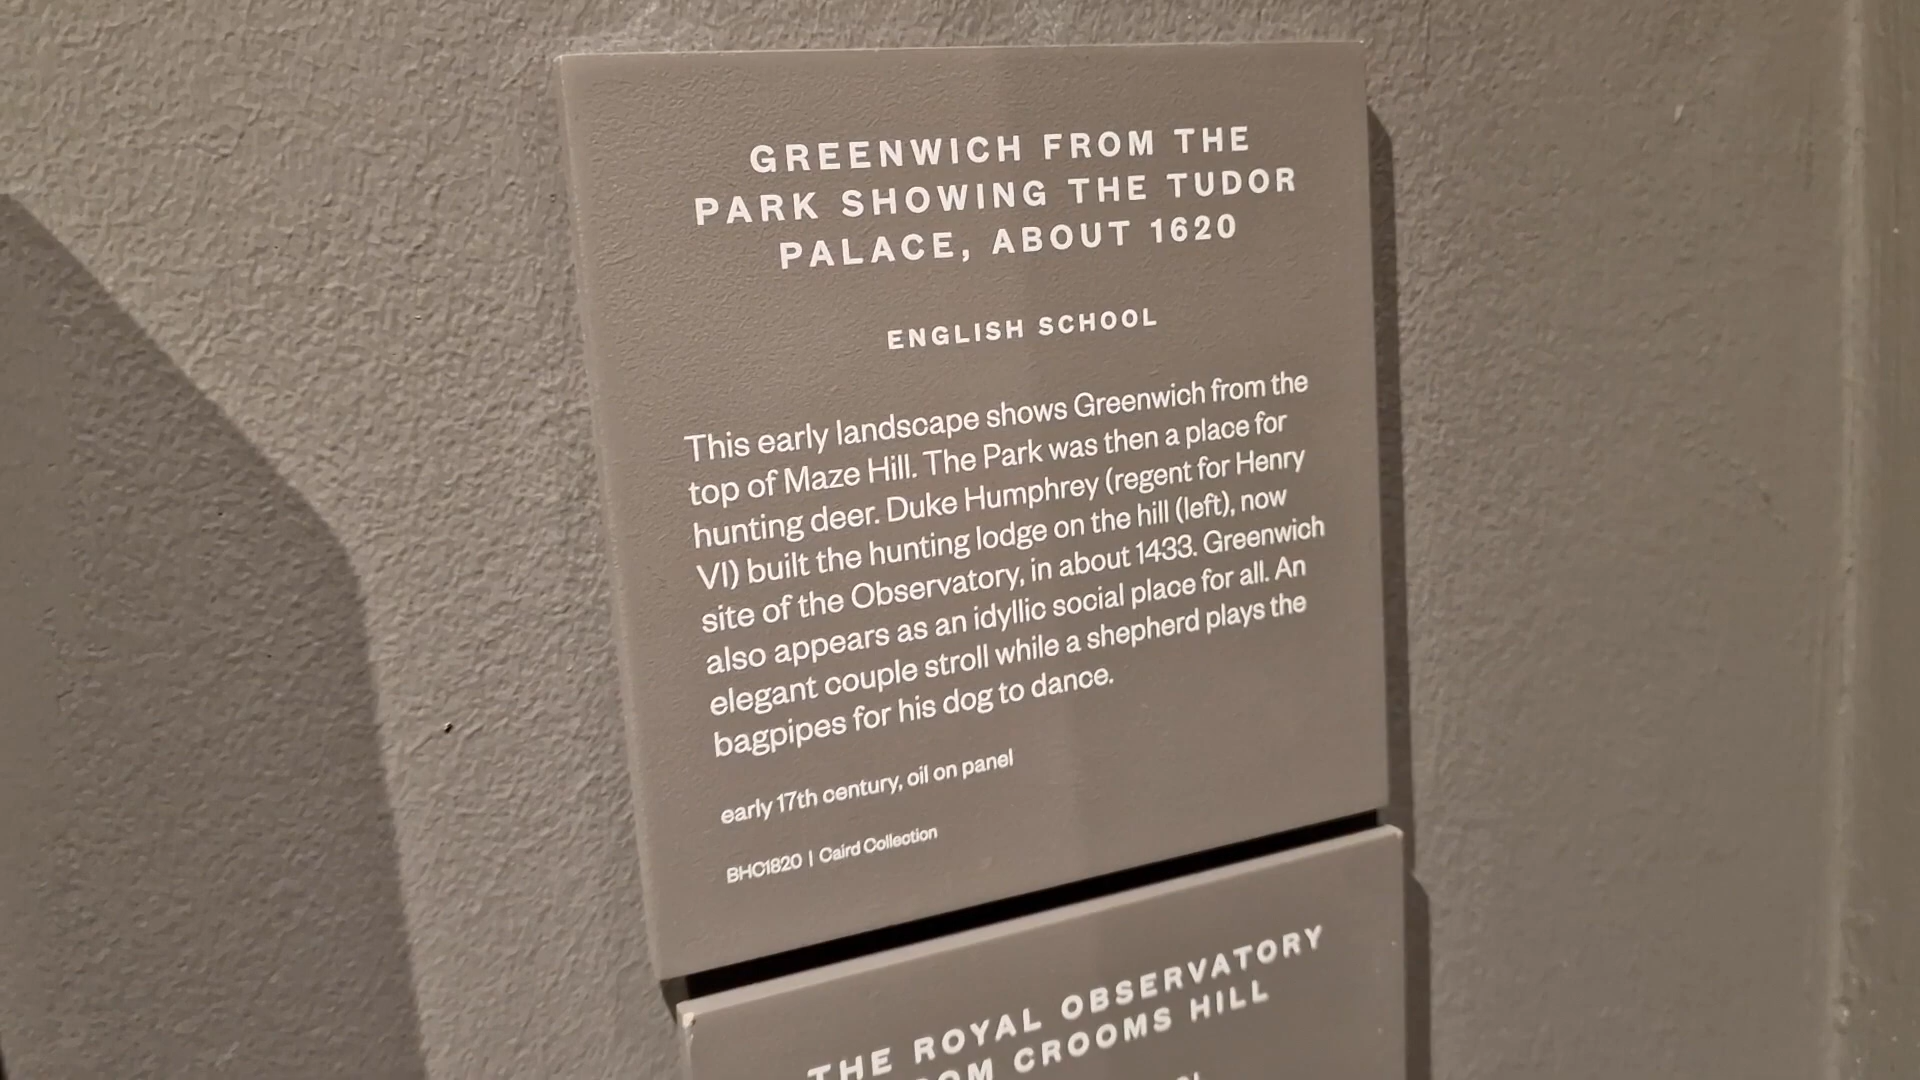 GREENWICH FROM THE
PARK SHOWING THE TUDOR
PALACE, ABOUT 1620
ENGLISH SCHOOL
This early landscape shows Greenwich from the
top of Maze Hill. The Park was then a place for
hunting deer. Duke Humphrey (regent for Henry
VI) built the hunting lodge on the hill (left), now
site of the Observatory, in about 1433. Greenwich
also appears as an idyllic social place for all. An
elegant couple stroll while a shepherd plays the
bagpipes for his dog to dance.
early 17th century, oil on panel
BHC1820 | Caird Collection
THE ROYAL OBSERVATORY
CROOMS HILL